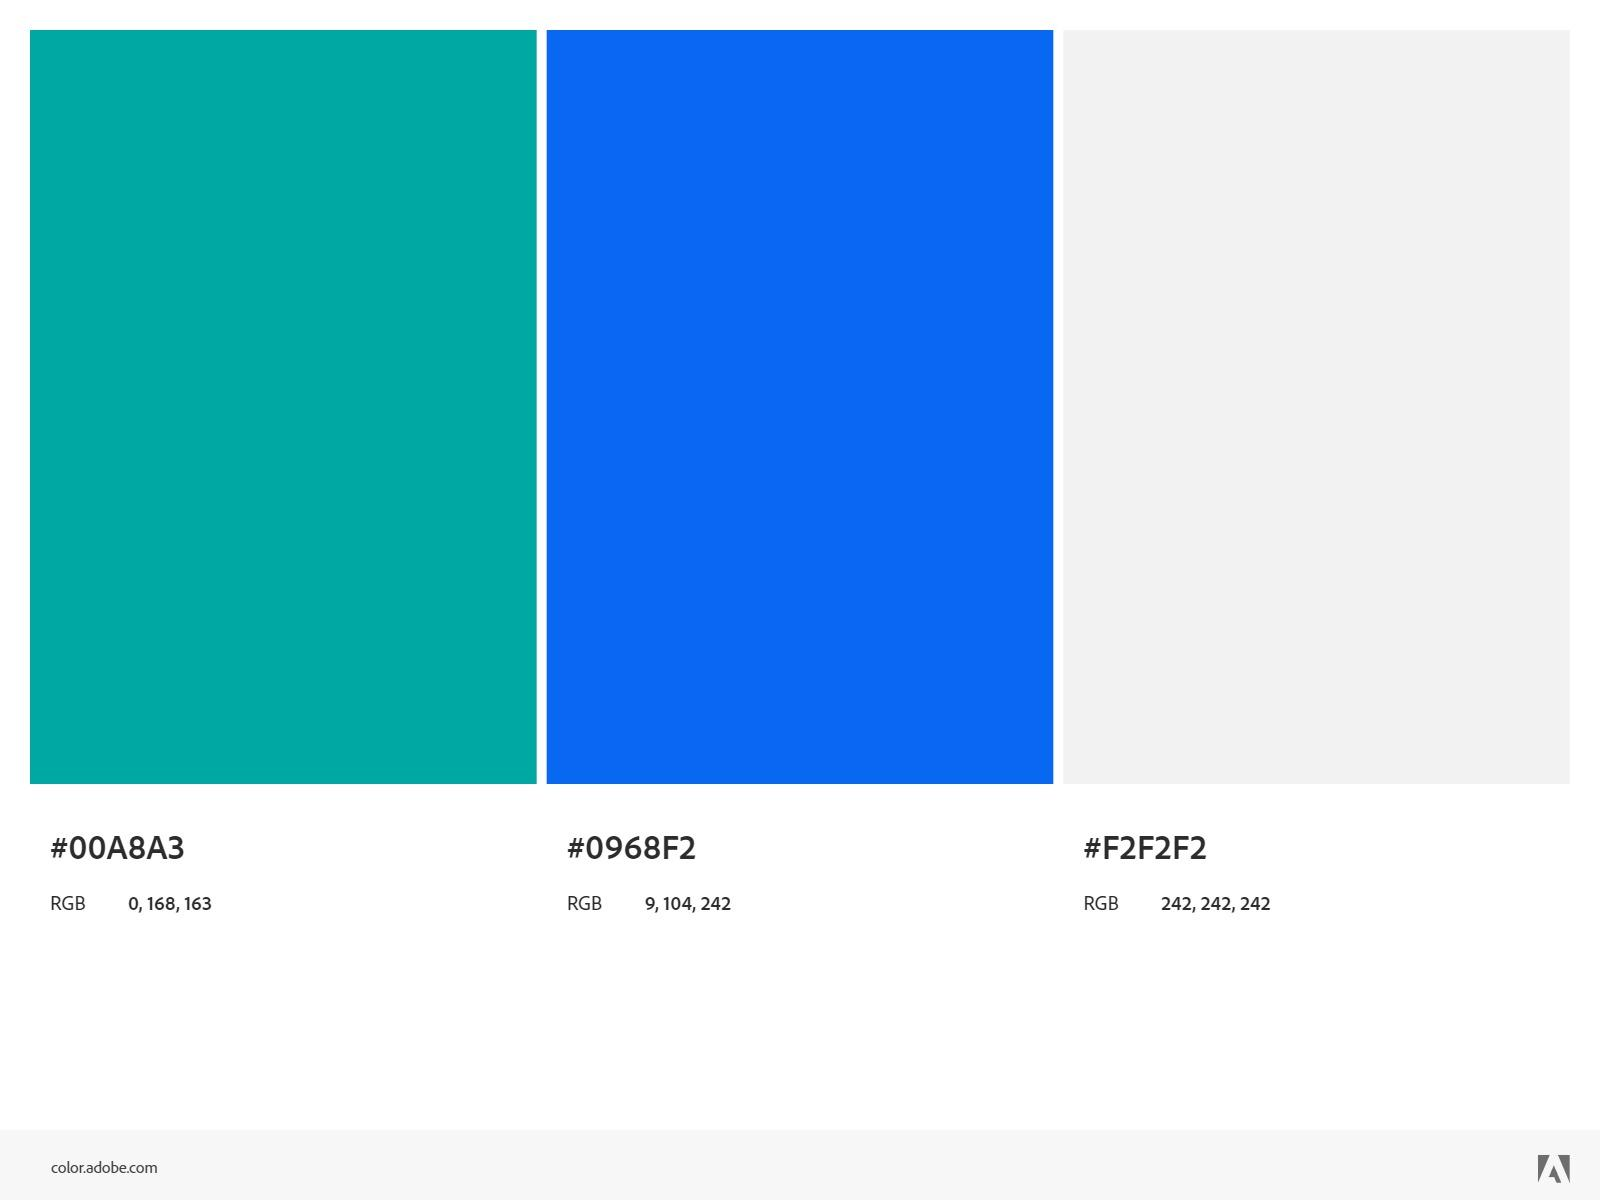 #00A8A3
RGB 0, 168, 163
#0968F2
RGB 9, 104, 242
#F2F2F2
RGB 242, 242, 242
color.adobe.com